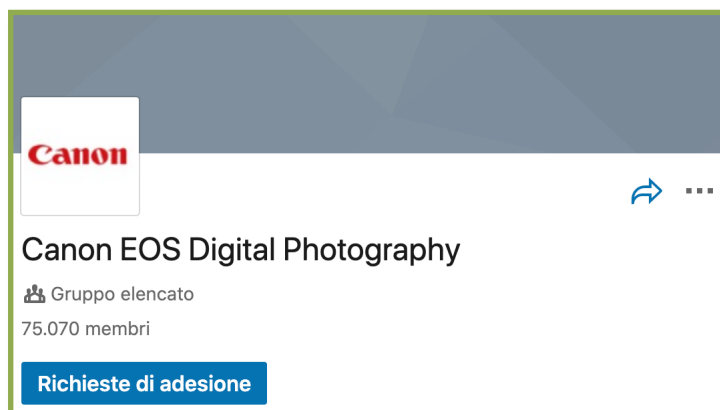 Canon
Canon EOS Digital Photography
Gruppo elencato
75.070 membri
Richieste di adesione